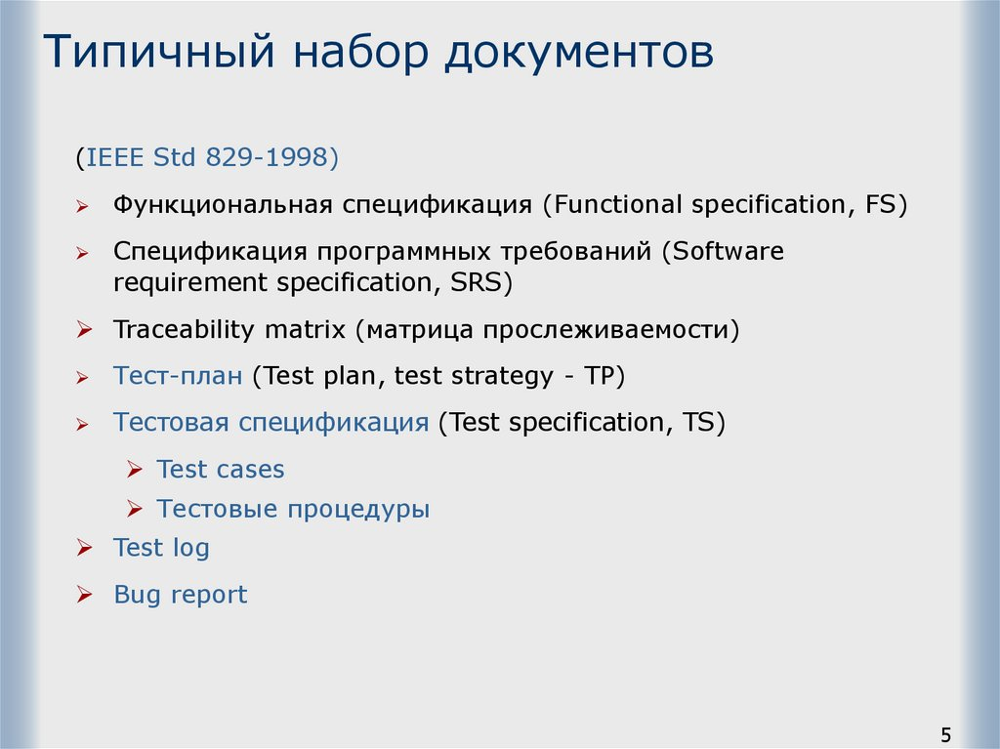 Типичный набор документов
(IEEE Std 829-1998)
Функциональная спецификация (Functional specification, FS)
Спецификация программных требований (Software
requirement specification, SRS)
Traceability matrix (матрица прослеживаемости)
Тест-план (Test plan, test strategy - TP)
Тестовая спецификация (Test specification, TS)
Test cases
Тестовые процедуры
Test log
Bug report
5